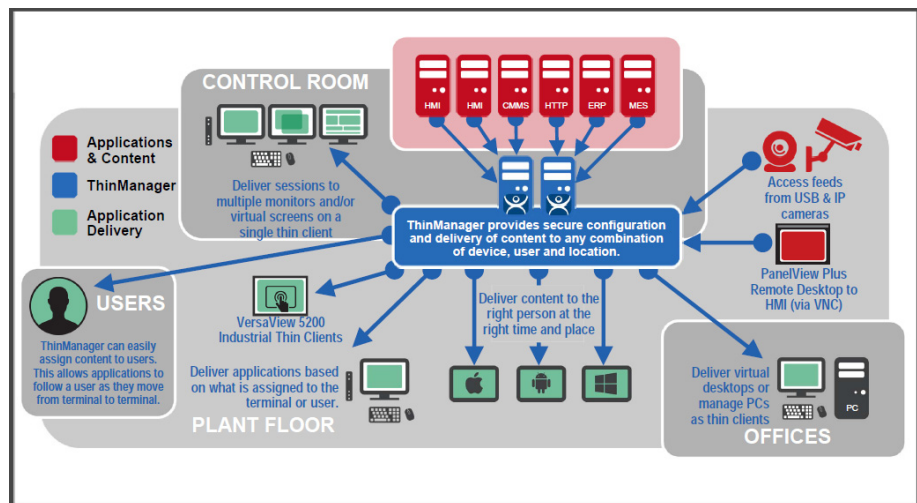 CONTROL ROOM
HMI
HMI
CMMS
HTTP
ERP
MES
Applications
& Content
ThinManager
Application
Delivery
Deliver sessions to
multiple monitors and/or
virtual screens on a
single thin client
Access feeds
from USB & IP
cameras
ThinManager provides secure configuration
and delivery of content to any combination
of device, user and location.
PanelView Plus
Remote Desktop to
HMI (via VNC)
USERS
ThinManager can easily
assign content to users.
This allows applications to
follow a user as they move
from terminal to terminal.
VersaView 5200
Industrial Thin Clients
Deliver content to the
right person at the
right time and place
Deliver applications based
on what is assigned to the
terminal or user.
PLANT FLOOR
Deliver virtual
desktops or
manage PCs
as thin clients
PC
OFFICES